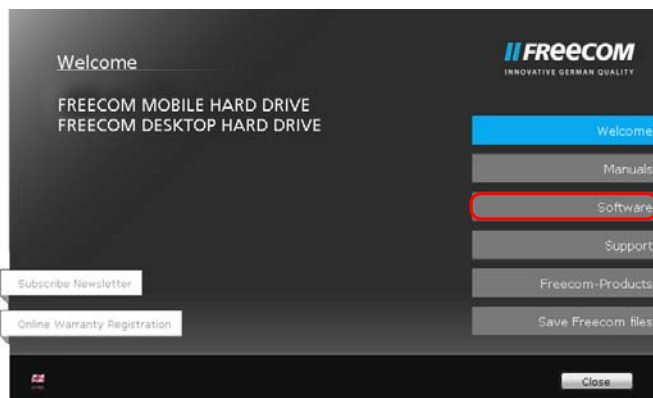 Welcome
FREECOM MOBILE HARD DRIVE
FREECOM DESKTOP HARD DRIVE
FREECOM
INNOVATIVE GERMAN QUALITY
Welcome
Manuals
Software
Support
Freecom-Products
Save Freecom files
Subscribe Newsletter
Online Warranty Registration
Close